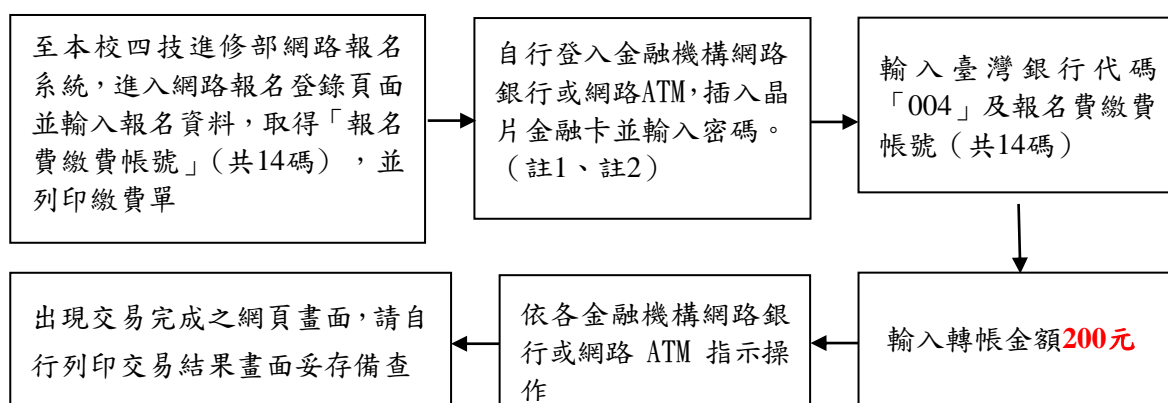 至本校四技進修部網路報名
系統，進入網路報名登錄頁面
並輸入報名資料，取得「報名
費繳費帳號」（共14碼），並
列印繳費單
自行登入金融機構網路
銀行或網路ATM，插入晶
片金融卡並輸入密碼。
（註1、註2）
輸入臺灣銀行代碼
「004」及報名費繳費
帳號（共14碼）
輸入轉帳金額200元
依各金融機構網路銀
行或網路 ATM 指示操
作
出現交易完成之網頁畫面，請自
行列印交易結果畫面妥存備查